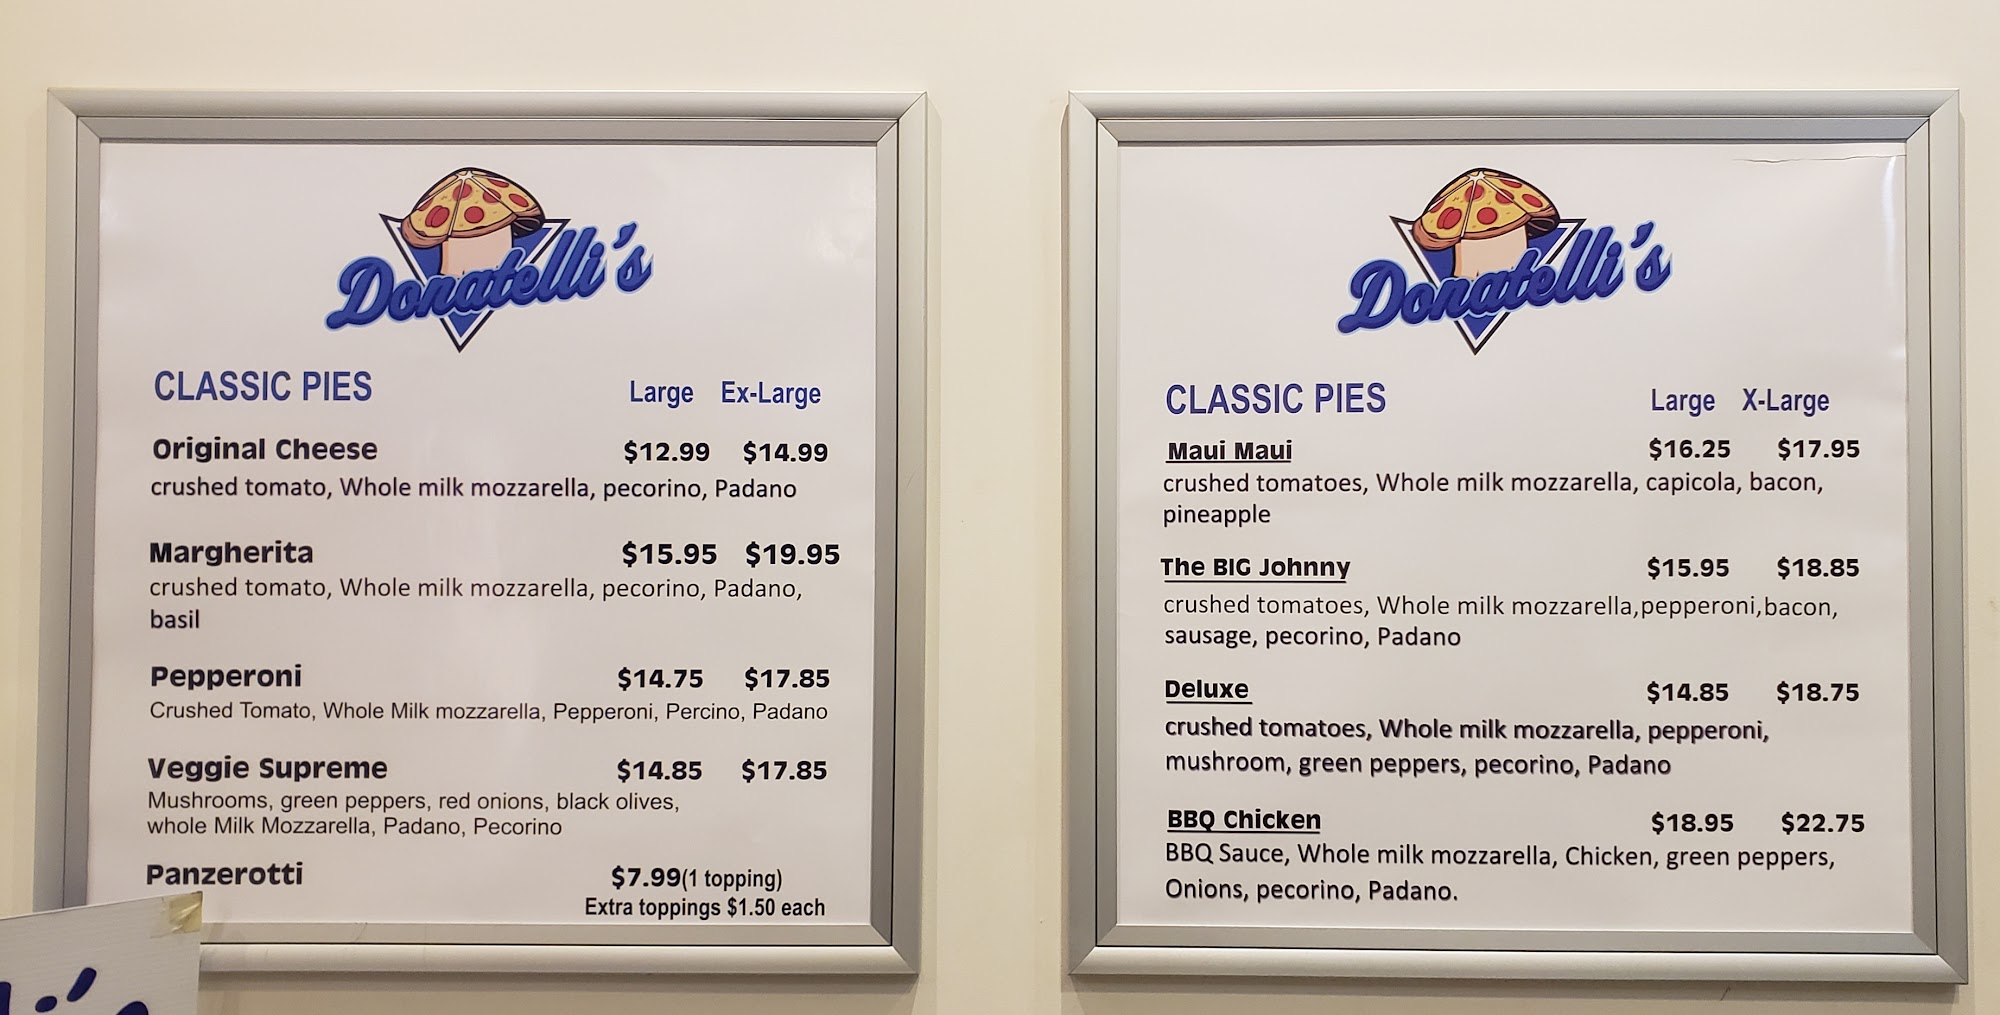 Donatelli's
CLASSIC PIES Large Ex-Large
Original Cheese $12.99 $14.99
crushed tomato, Whole milk mozzarella, pecorino, Padano
Margherita $15.95 $19.95
crushed tomato, Whole milk mozzarella, pecorino, Padano,
basil
Pepperoni $14.75 $17.85
Crushed Tomato, Whole Milk mozzarella, Pepperoni, Percino, Padano
Veggie Supreme $14.85 $17.85
Mushrooms, green peppers, red onions, black olives,
whole Milk Mozzarella, Padano, Pecorino
Panzerotti $7.99(1 topping)
Extra toppings $1.50 each
Donatelli's
CLASSIC PIES Large X-Large
Maui Maui $16.25 $17.95
crushed tomatoes, Whole milk mozzarella, capicola, bacon,
pineapple
The BIG Johnny $15.95 $18.85
crushed tomatoes, Whole milk mozzarella,pepperoni,bacon,
sausage, pecorino, Padano
Deluxe $14.85 $18.75
crushed tomatoes, Whole milk mozzarella, pepperoni,
mushroom, green peppers, pecorino, Padano
BBQ Chicken $18.95 $22.75
BBQ Sauce, Whole milk mozzarella, Chicken, green peppers,
Onions, pecorino, Padano.